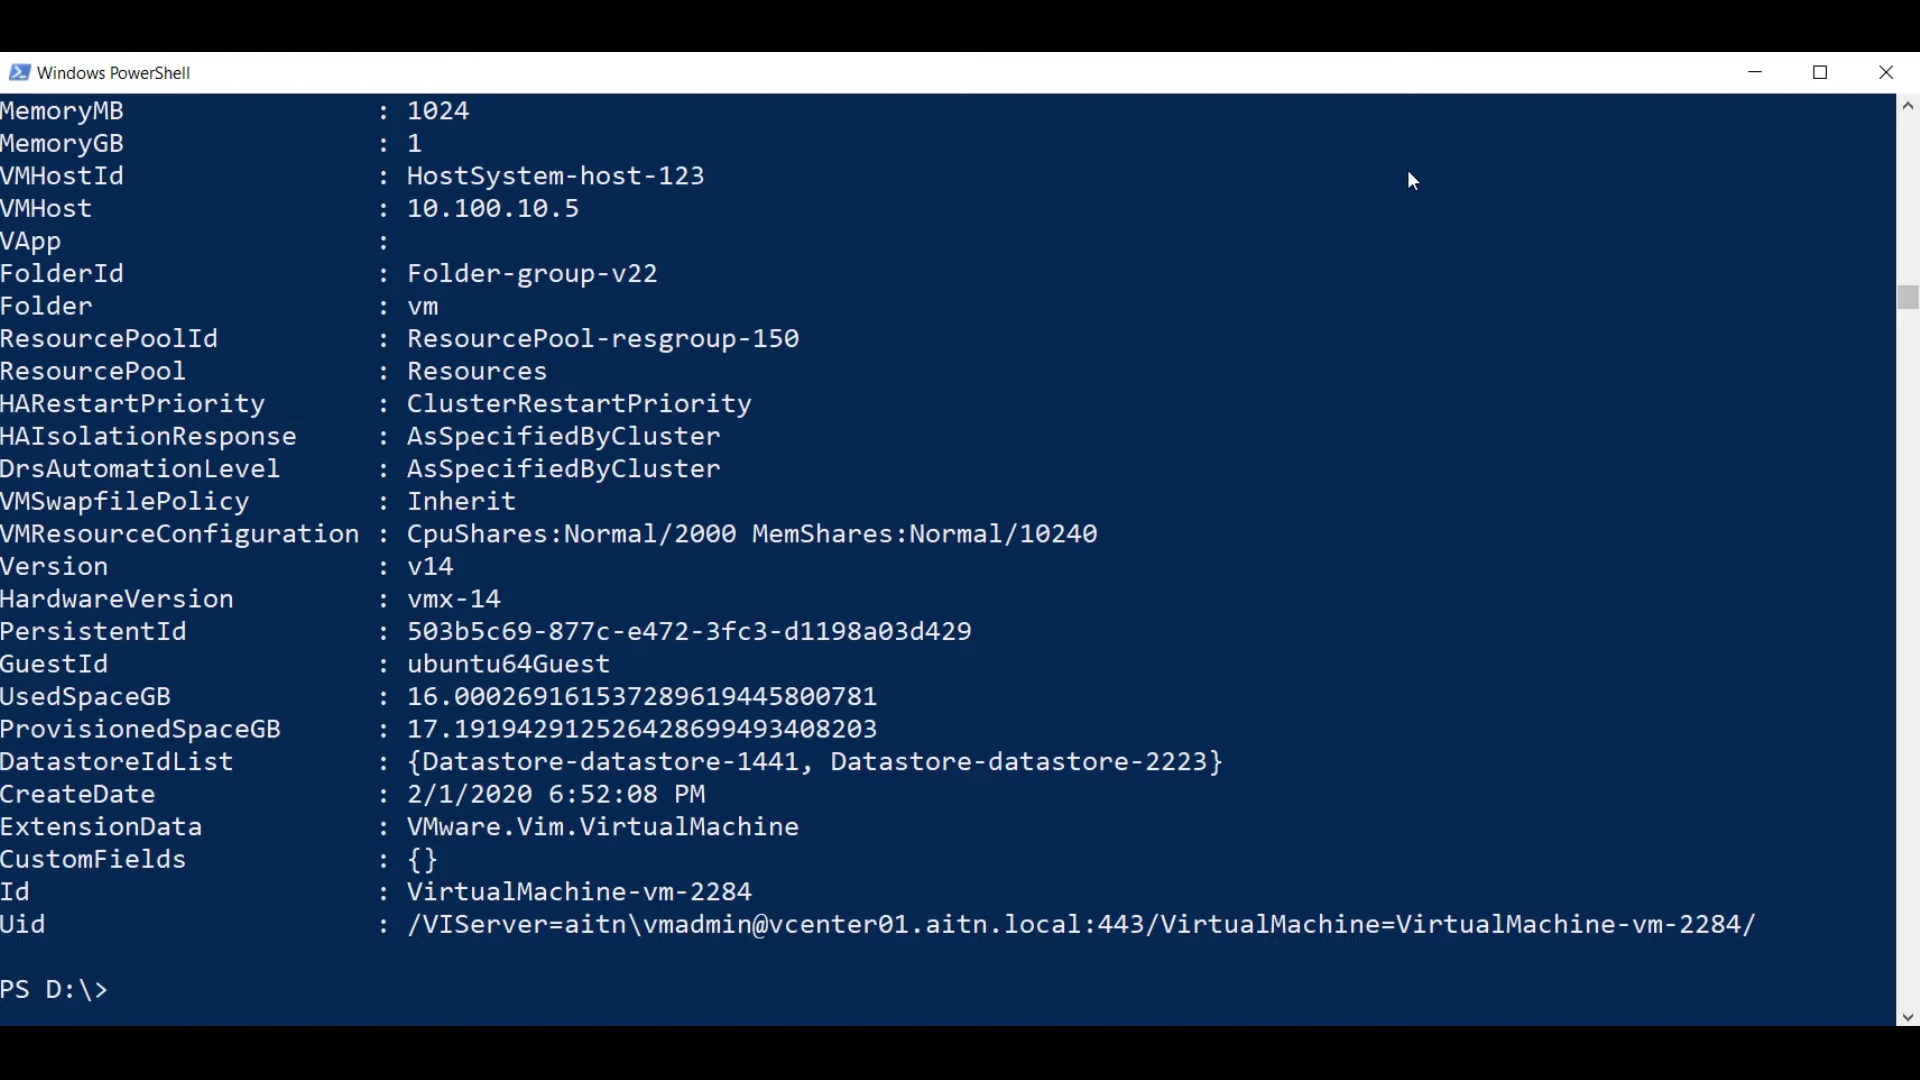 Windows PowerShell
MemoryMB : 1024
MemoryGB : 1
VMHostId : HostSystem-host-123
VMHost : 10.100.10.5
VApp :
FolderId : Folder-group-v22
Folder : vm
ResourcePoolId : ResourcePool-resgroup-150
ResourcePool : Resources
HARestartPriority : ClusterRestartPriority
HAIsolationResponse : AsSpecifiedByCluster
DrsAutomationLevel : AsSpecifiedByCluster
VMSwapfilePolicy : Inherit
VMResourceConfiguration : CpuShares:Normal/2000 MemShares:Normal/10240
Version : v14
HardwareVersion : vmx-14
PersistentId : 503b5c69-877c-e472-3fc3-d1198a03d429
GuestId : ubuntu64Guest
UsedSpaceGB : 16.000269161537289619445800781
ProvisionedSpaceGB : 17.191942912526428699493408203
DatastoreIdList : {Datastore-datastore-1441, Datastore-datastore-2223}
CreateDate : 2/1/2020 6:52:08 PM
ExtensionData : VMware.Vim.VirtualMachine
CustomFields : {}
Id : VirtualMachine-vm-2284
Uid : /VIServer=aitn\vmadmin@vcenter01.aitn.local:443/VirtualMachine=VirtualMachine-vm-2284/
PS D:\>